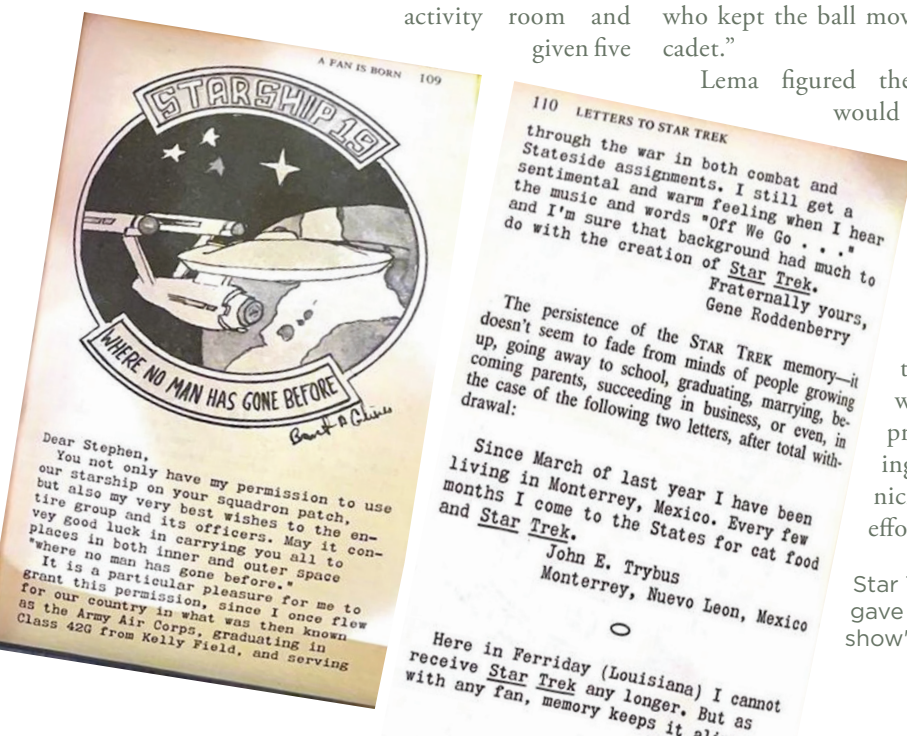 activity room and
given five
who kept the ball mov
cadet.”
Lema figured the
would
A FAN IS BORN 109
STARSHIP 19
WHERE NO MAN HAS GONE BEFORE
Dear Stephen,
You not only have my permission to use
our starship on your squadron patch,
but also my very best wishes to the en-
tire group and its officers. May it con-
vey good luck in carrying you all to
places in both inner and outer space
"where no man has gone before."
It is a particular pleasure for me to
grant this permission, since I once flew
for our country in what was then known
as the Army Air Corps, graduating in
Class 42G from Kelly Field, and serving
110 LETTERS TO STAR TREK
through the war in both combat and
Stateside assignments. I still get a
sentimental and warm feeling when I hear
the music and words "Off We Go . . ."
and I'm sure that background had much to
do with the creation of Star Trek.
Fraternally yours,
Gene Roddenberry
The persistence of the STAR TREK memory—it
doesn't seem to fade from minds of people growing
up, going away to school, graduating, marrying, be-
coming parents, succeeding in business, or even, in
the case of the following two letters, after total with-
drawal:
Since March of last year I have been
living in Monterrey, Mexico. Every few
months I come to the States for cat food
and Star Trek.
John E. Trybus
Monterrey, Nuevo Leon, Mexico
Here in Ferriday (Louisiana) I cannot
receive Star Trek any longer. But as
with any fan, memory keeps it
t
w
pr
ing
nic
effo
Star
gave
show'